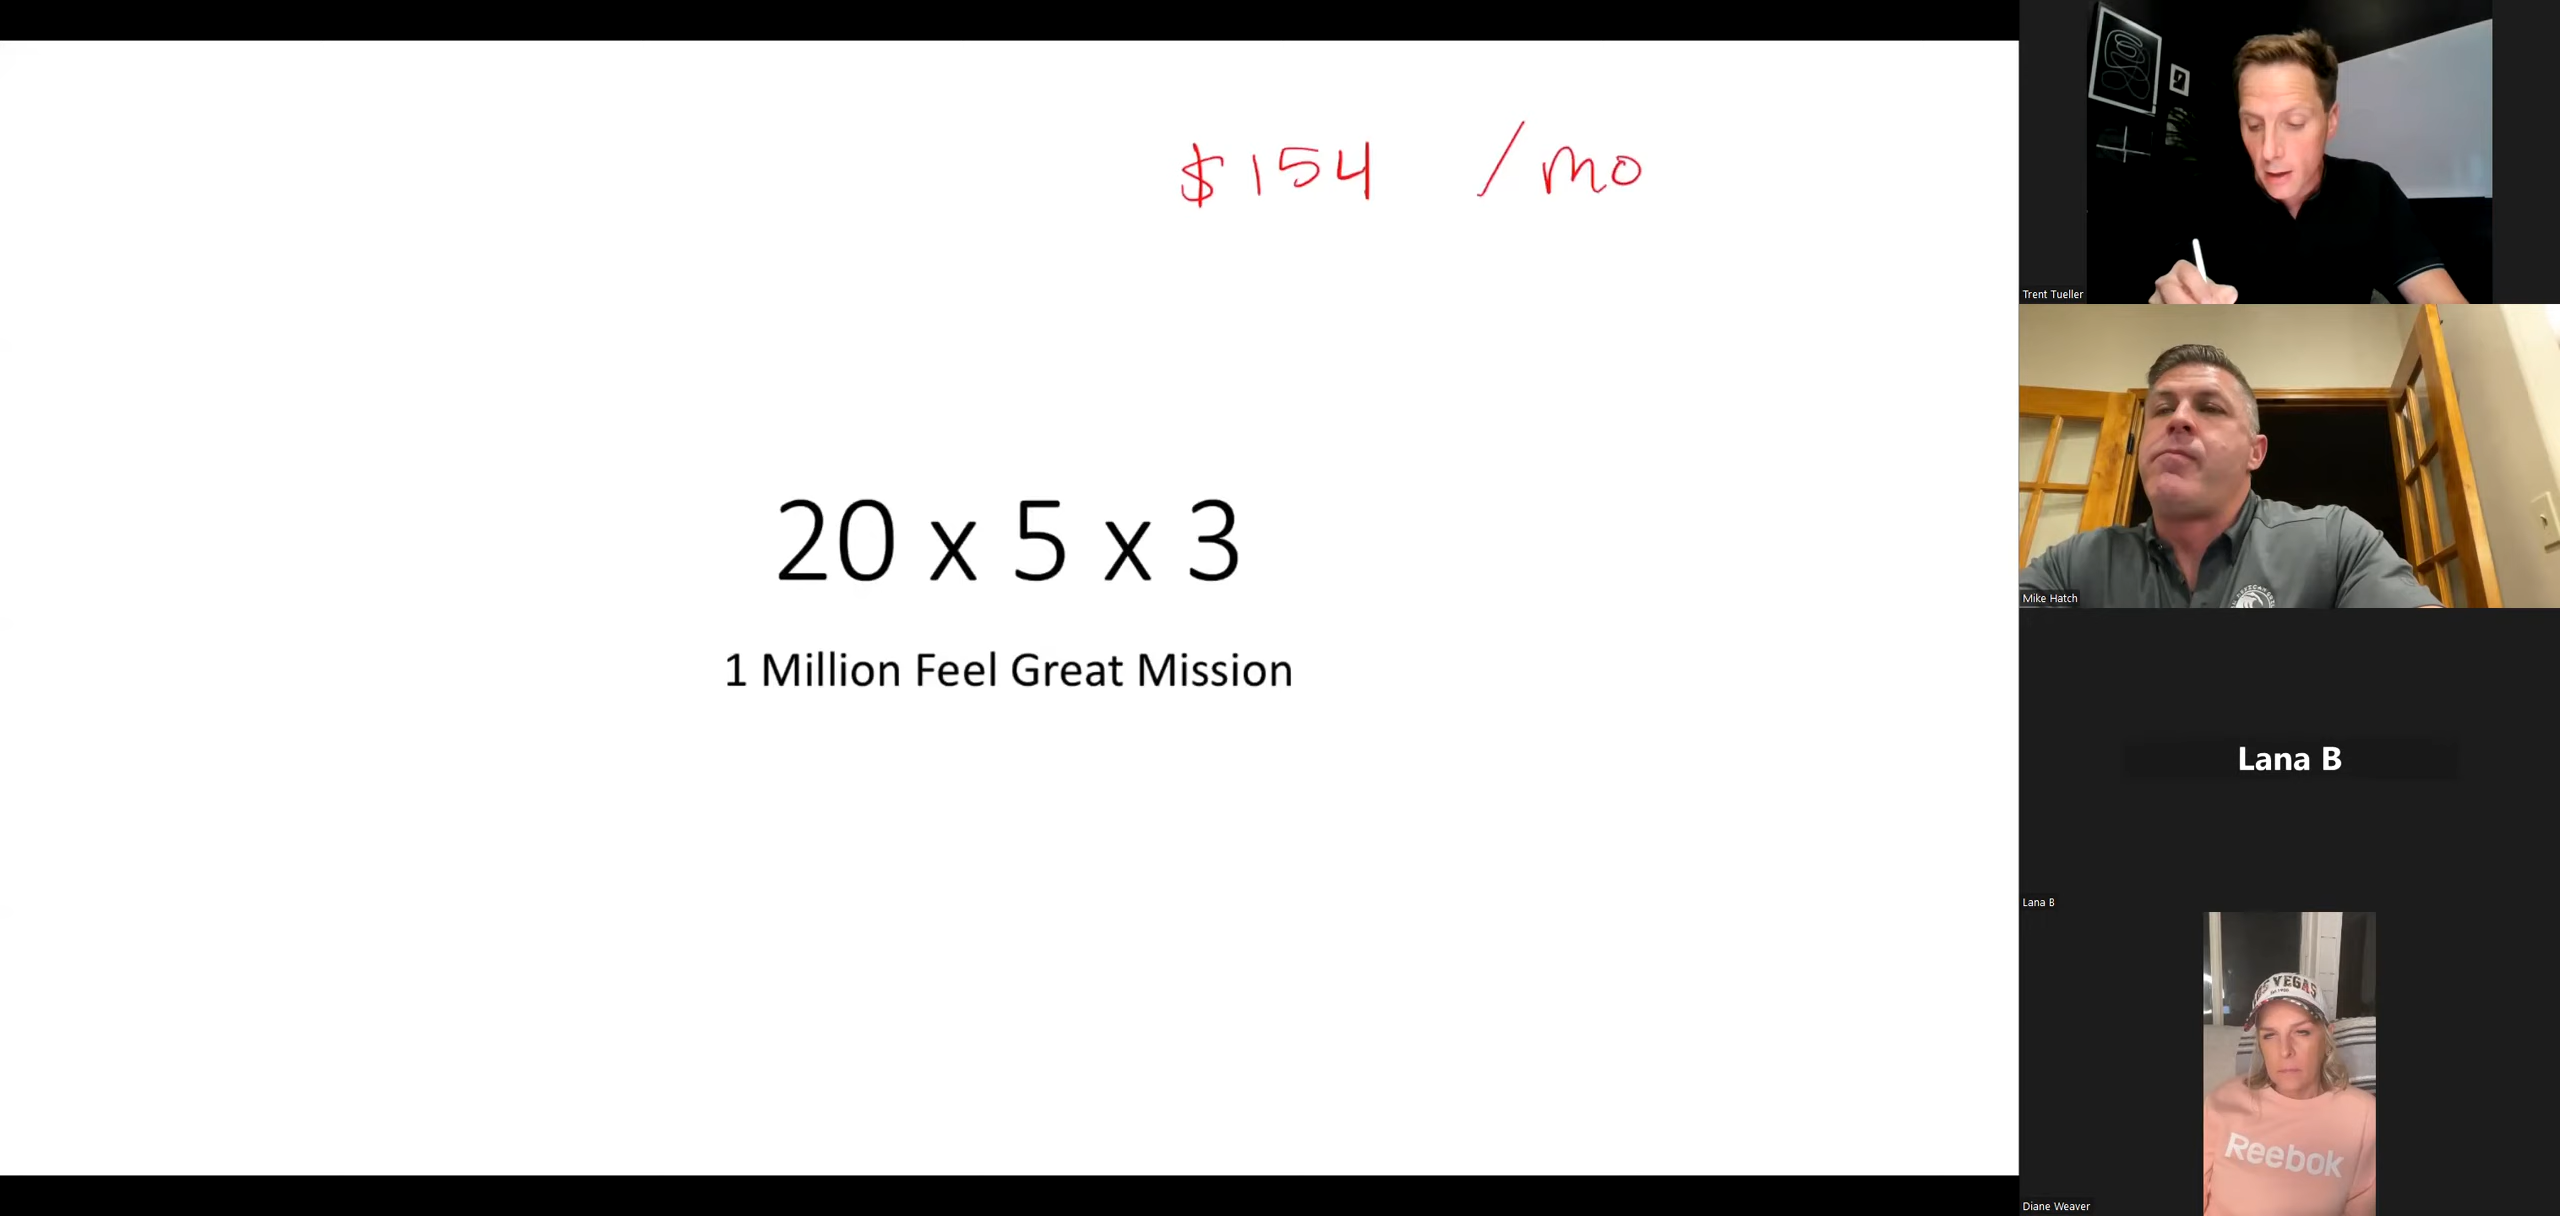 $154 / mo
20 x 5 x 3
1 Million Feel Great Mission
Trent Tueller
Mike Hatch
Lana B
Lana B
VEGAS
Reebok
Diane Weaver